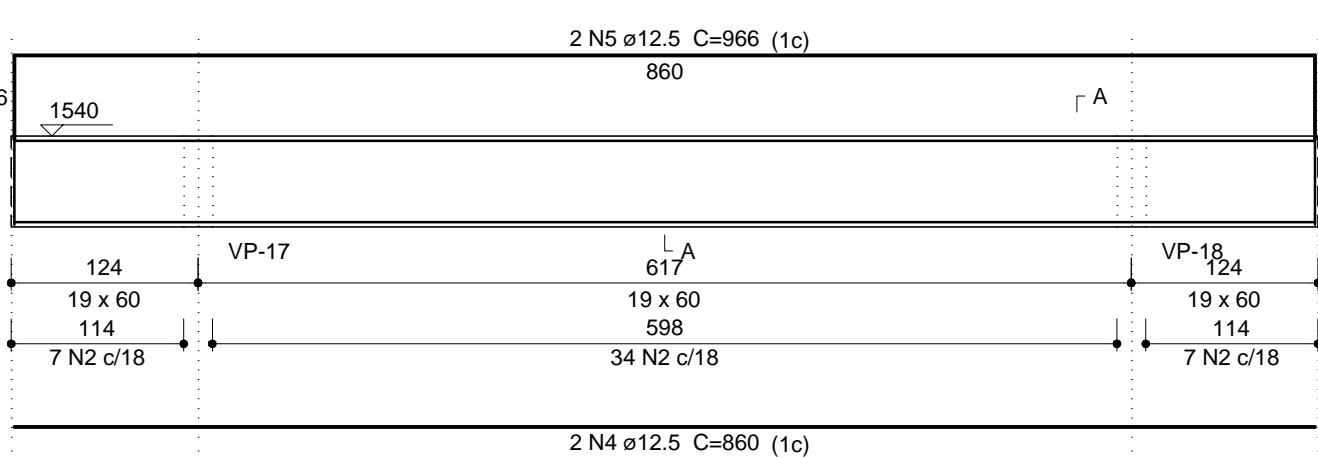 2 N5 ø12.5 C=966 (1c)
860
A
1540
A
VP-17
VP-18
124
617
124
19 x 60
19 x 60
19 x 60
114
598
114
7 N2 c/18
34 N2 c/18
7 N2 c/18
2 N4 ø12.5 C=860 (1c)